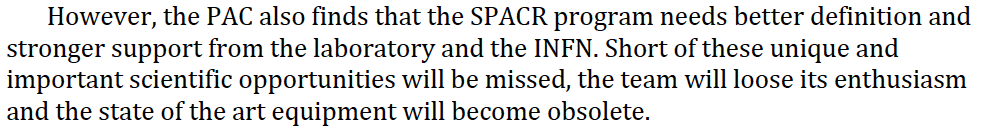 However, the PAC also finds that the SPACR program needs better definition and
stronger support from the laboratory and the INFN. Short of these unique and
important scientific opportunities will be missed, the team will loose its enthusiasm
and the state of the art equipment will become obsolete.